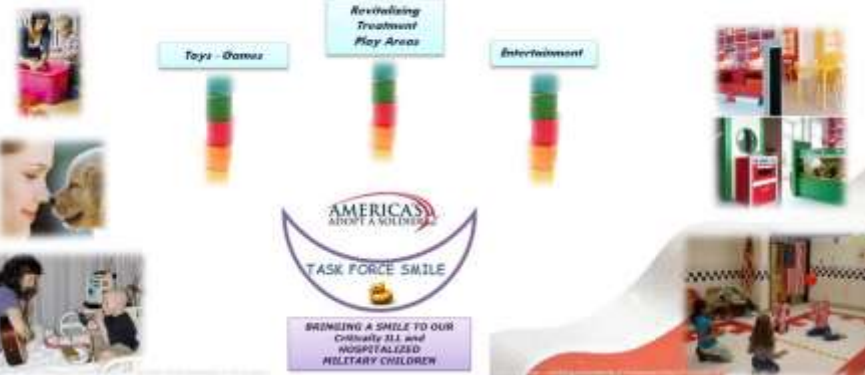 Revitalizing
Treatment
Play Areas
Toys - Games
Entertainment
AMERICA'S
ADOPT A SOLDIER
TASK FORCE SMILE
BRINGING A SMILE TO OUR
Critically ILL and
HOSPITALIZED
MILITARY CHILDREN